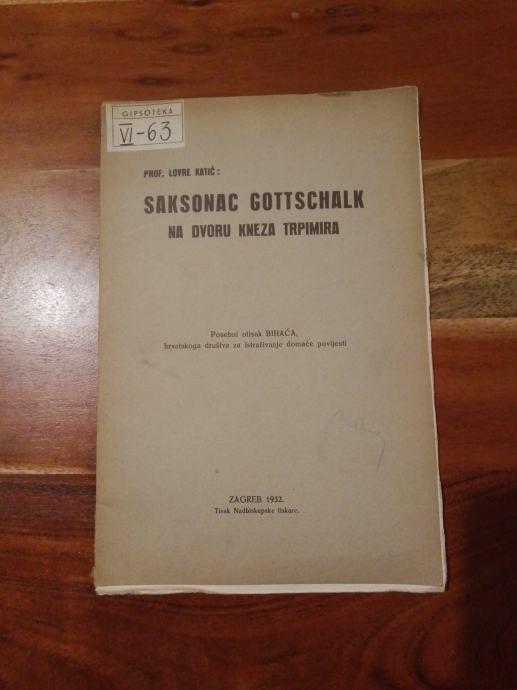 GIPSOTEKA
VI-63
PROF. LOVRE KATIĆ:
SAKSONAC GOTTSCHALK
NA DVORU KNEZA TRPIMIRA
Posebni otisak BIHAĆA,
hrvatskoga društva za istraživanje domaće povijesti
ZAGREB 1932.
Tisak Nadbiskupske tiskare.